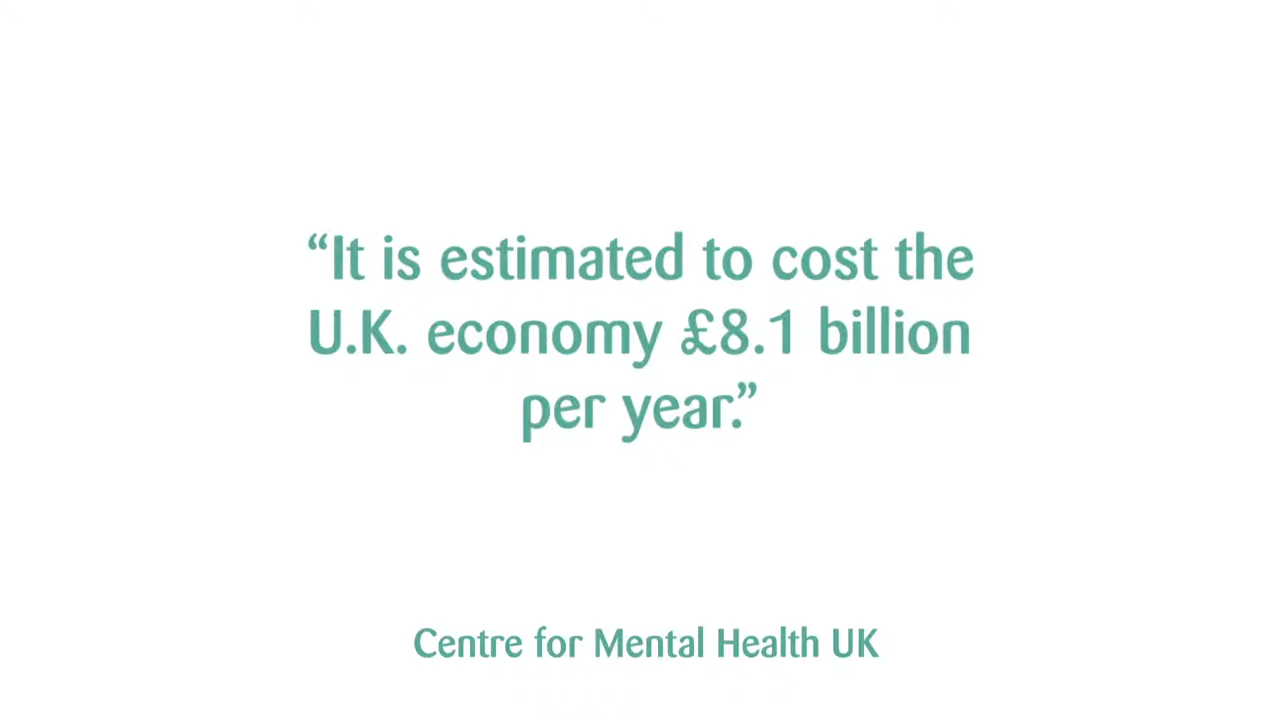 “It is estimated to cost the
U.K. economy £8.1 billion
per year.”
Centre for Mental Health UK